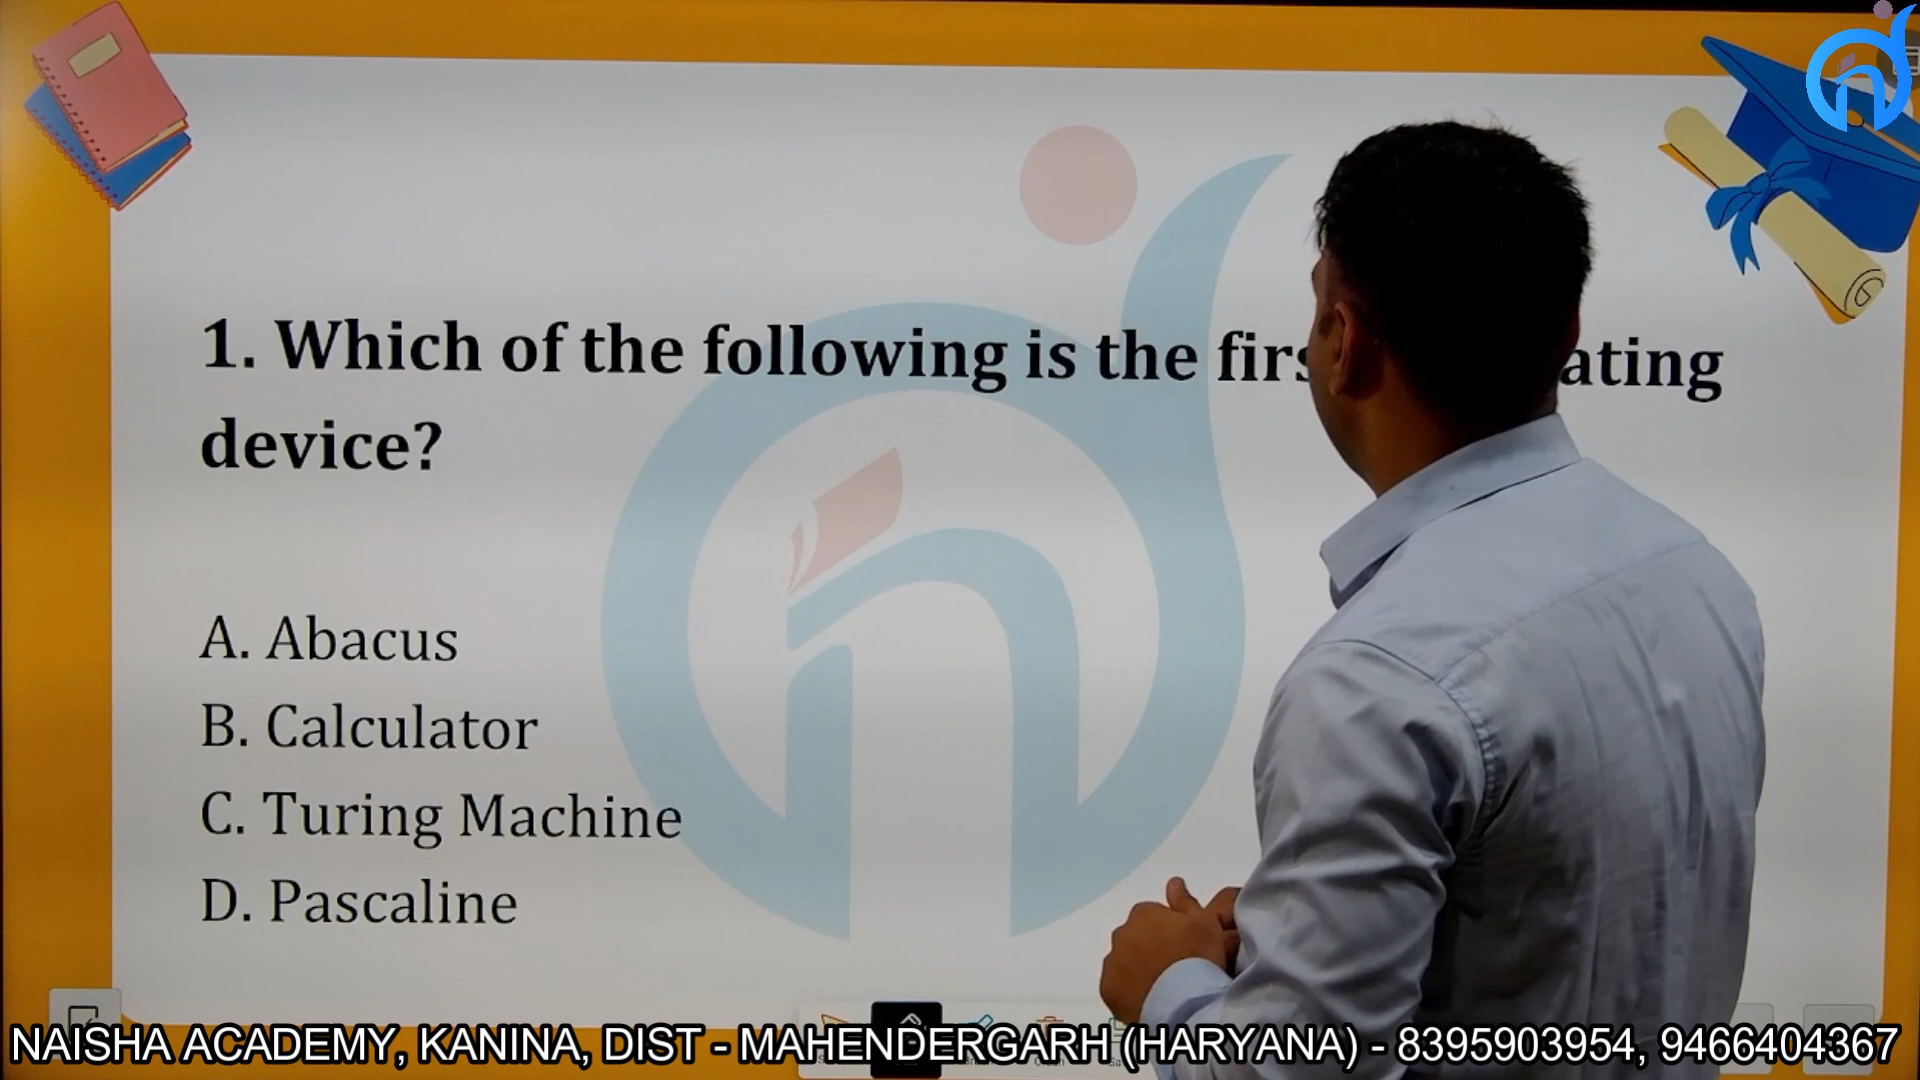 1. Which of the following is the first ating
device?
A. Abacus
B. Calculator
C. Turing Machine
D. Pascaline
NAISHA ACADEMY, KANINA, DIST - MAHENDERGARH (HARYANA) - 8395903954, 9466404367